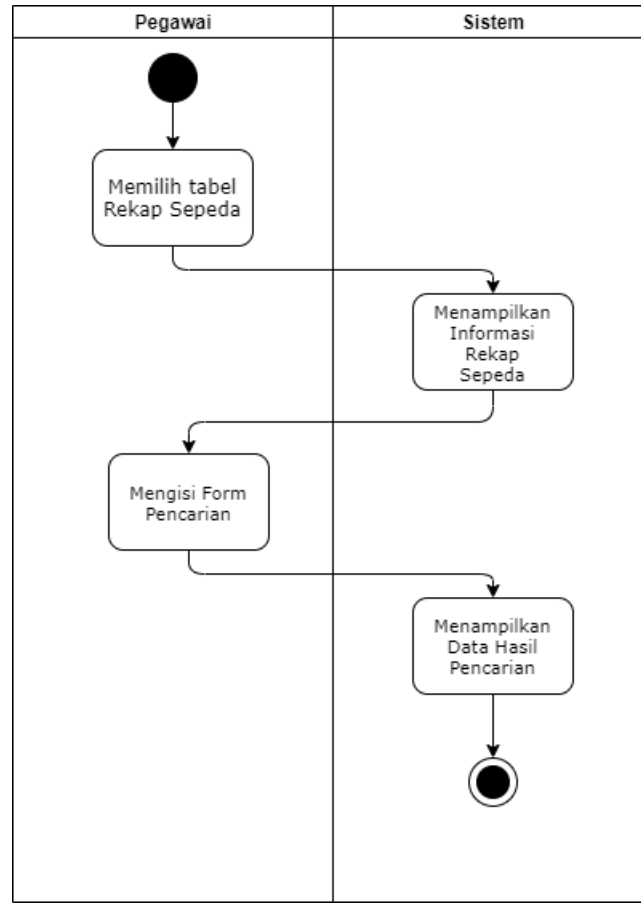 Pegawai
Sistem
Memilih tabel
Rekap Sepeda
Menampilkan
Informasi
Rekap
Sepeda
Mengisi Form
Pencarian
Menampilkan
Data Hasil
Pencarian